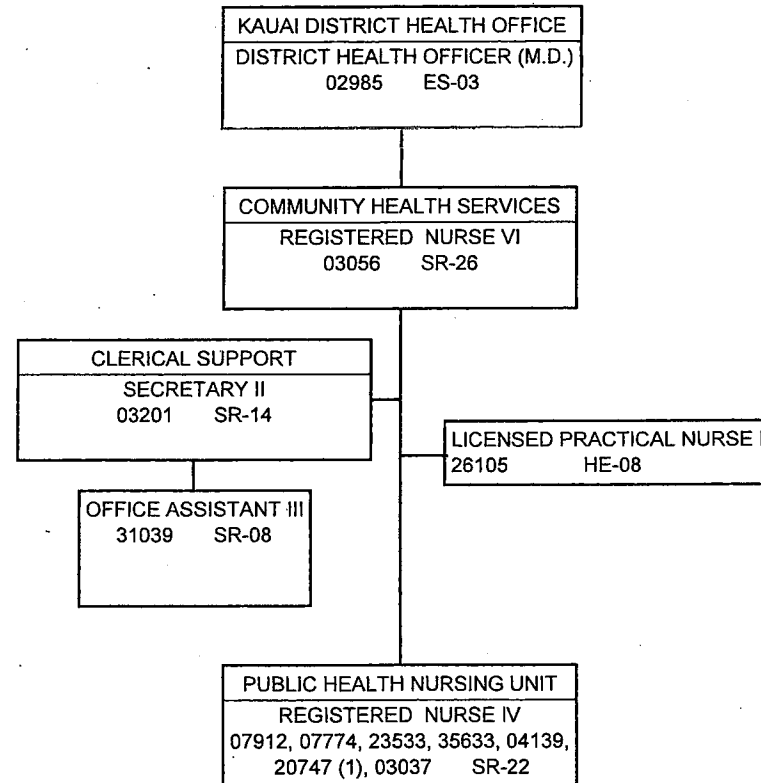 KAUAI DISTRICT HEALTH OFFICE
DISTRICT HEALTH OFFICER (M.D.)
02985 ES-03
COMMUNITY HEALTH SERVICES
REGISTERED NURSE VI
03056 SR-26
CLERICAL SUPPORT
SECRETARY II
03201 SR-14
LICENSED PRACTICAL NURSE
26105 HE-08
OFFICE ASSISTANT III
31039 SR-08
PUBLIC HEALTH NURSING UNIT
REGISTERED NURSE IV
07912, 07774, 23533, 35633, 04139,
20747 (1), 03037 SR-22